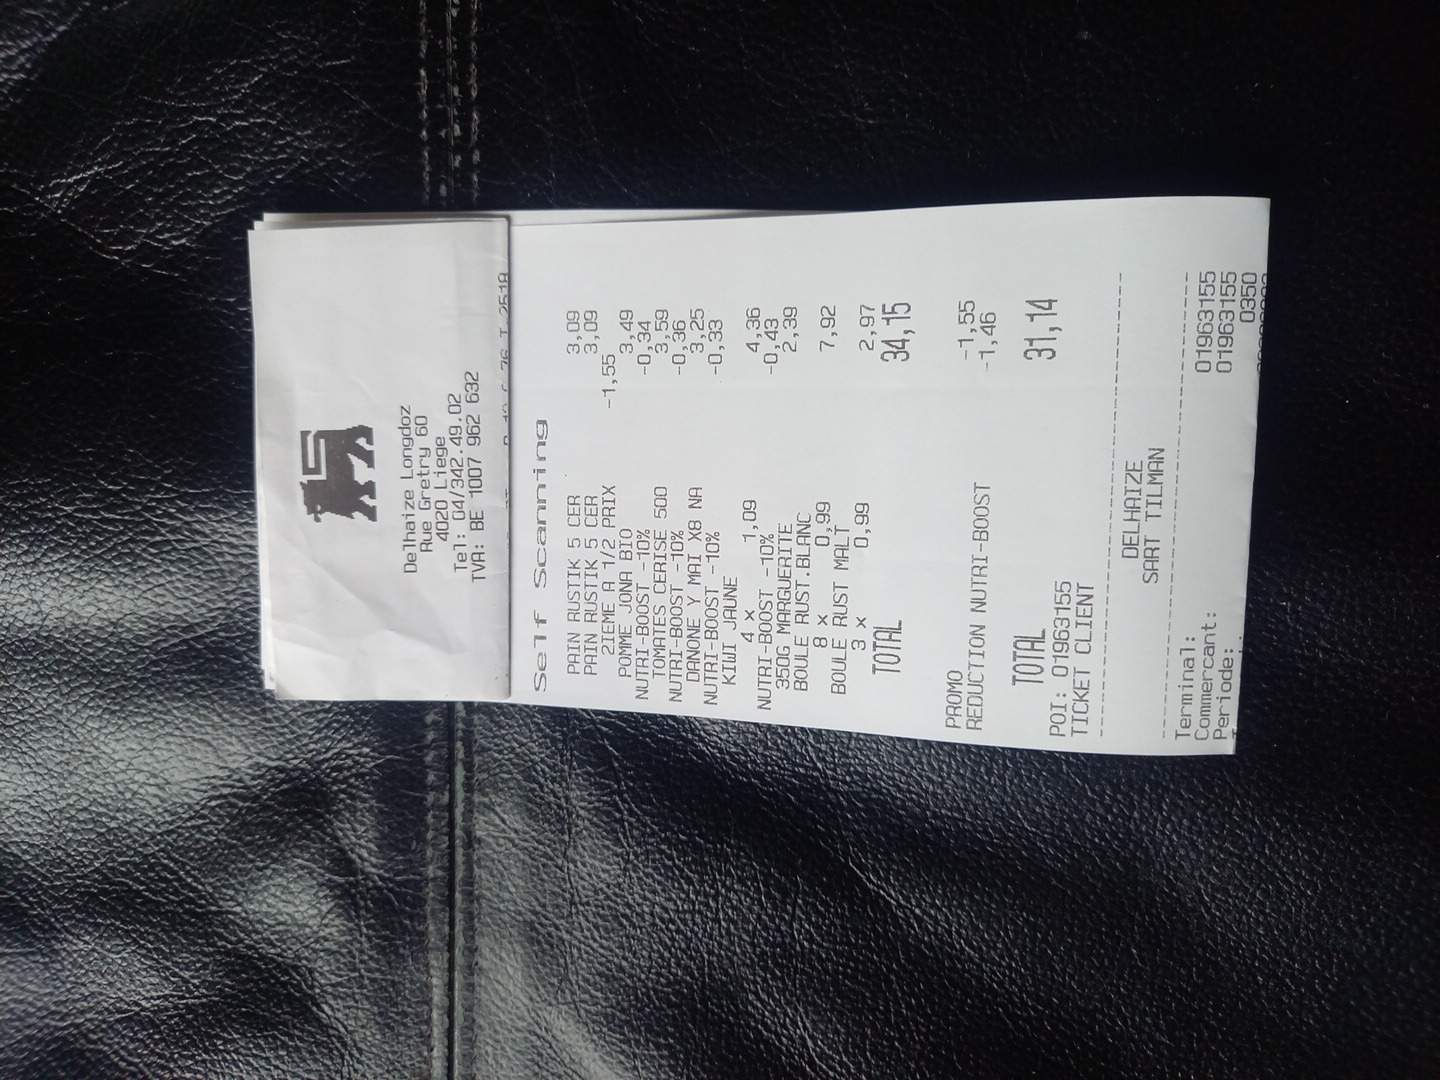 Delhaize Longdoz
Rue Gretry 60
4020 Liege
Tel: 04/342.49.02
TVA: BE 1007 962 632
Self Scanning
PAIN RUSTIK 5 CER 3,09
PAIN RUSTIK 5 CER 3,09
2IEME A 1/2 PRIX -1,55
POMME JONA BIO 3,49
NUTRI-BOOST -10% -0,34
TOMATES CERISE 500 3,59
NUTRI-BOOST -10% -0,36
DANONE Y MAI X8 NA 3,25
NUTRI-BOOST -10% -0,33
KIWI JAUNE
4 x 1,09 4,36
NUTRI-BOOST -10% -0,43
350G MARGUERITE 2,39
BOULE RUST.BLANC
8 x 0,99 7,92
BOULE RUST MALT
3 x 0,99 2,97
TOTAL 34,15
PROMO -1,55
REDUCTION NUTRI-BOOST -1,46
TOTAL 31,14
POI: 01963155
TICKET CLIENT
DELHAIZE
SART TILMAN
Terminal: 01963155
Commercant: 01963155
Periode: 0350